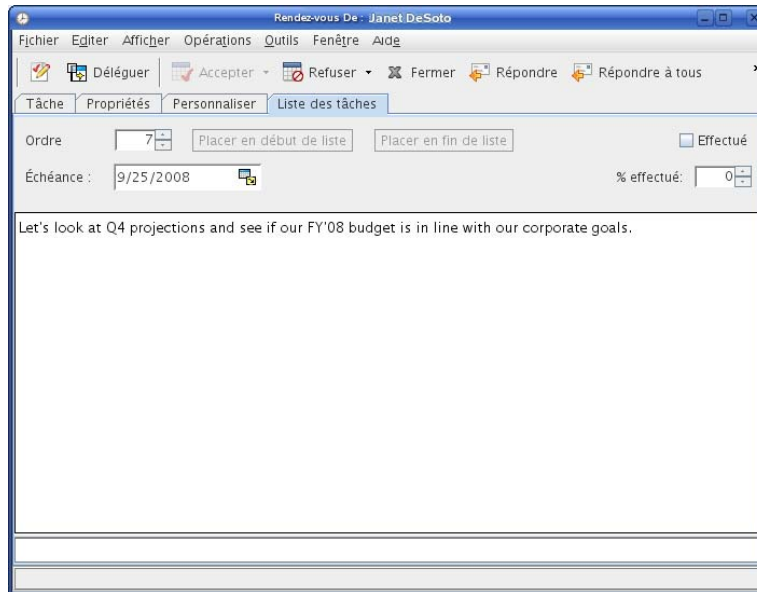 Rendez-vous De : Janet DeSoto
Fichier Editer Afficher Opérations Outils Fenêtre Aide
Déléguer Accepter Refuser Fermer Répondre Répondre à tous
Tâche Propriétés Personnaliser Liste des tâches
Ordre 7 Placer en début de liste Placer en fin de liste Effectué
Échéance : 9/25/2008 % effectué: 0
Let's look at Q4 projections and see if our FY'08 budget is in line with our corporate goals.